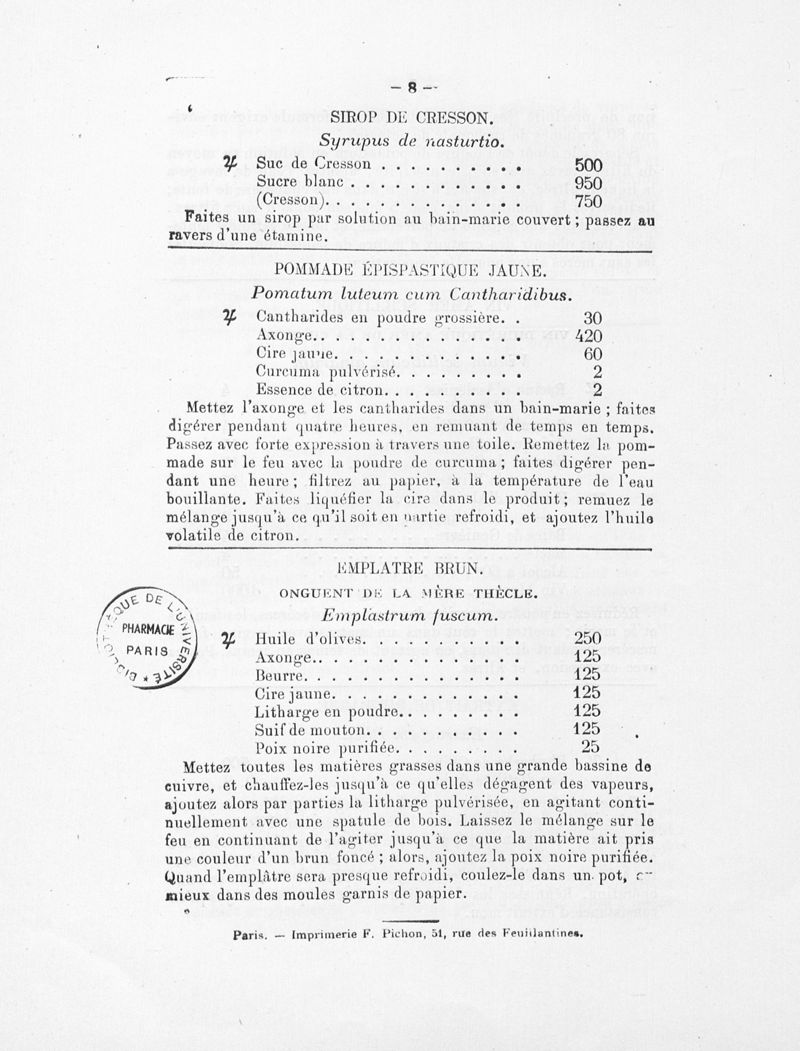 — 8 —
SIROP DE CRESSON.
Syrupus de nasturtio.
♃ Suc de Cresson . . . . . . . . . . 500
Sucre blanc . . . . . . . . . . . . 950
(Cresson). . . . . . . . . . . . . . 750
Faites un sirop par solution au bain-marie couvert ; passez au
ravers d'une étamine.
POMMADE ÉPISPASTIQUE JAUNE.
Pomatum luteum cum Cantharidibus.
♃ Cantharides en poudre grossière. . 30
Axonge. . . . . . . . . . . . . . . 420
Cire jaune. . . . . . . . . . . . . 60
Curcuma pulvérisé. . . . . . . . . 2
Essence de citron. . . . . . . . . . 2
Mettez l'axonge et les cantharides dans un bain-marie ; faites
digérer pendant quatre heures, en remuant de temps en temps.
Passez avec forte expression à travers une toile. Remettez la pom-
made sur le feu avec la poudre de curcuma ; faites digérer pen-
dant une heure ; filtrez au papier, à la température de l'eau
bouillante. Faites liquéfier la cire dans le produit ; remuez le
mélange jusqu'à ce qu'il soit en partie refroidi, et ajoutez l'huile
volatile de citron.
EMPLATRE BRUN.
ONGUENT DE LA MÈRE THÈCLE.
Emplastrum fuscum.
♃ Huile d'olives. . . . . . . . . . . 250
Axonge. . . . . . . . . . . . . . . 125
Beurre. . . . . . . . . . . . . . . 125
Cire jaune. . . . . . . . . . . . . 125
Litharge en poudre. . . . . . . . . 125
Suif de mouton. . . . . . . . . . . 125
Poix noire purifiée. . . . . . . . . 25
Mettez toutes les matières grasses dans une grande bassine de
cuivre, et chauffez-les jusqu'à ce qu'elles dégagent des vapeurs,
ajoutez alors par parties la litharge pulvérisée, en agitant conti-
nuellement avec une spatule de bois. Laissez le mélange sur le
feu en continuant de l'agiter jusqu'à ce que la matière ait pris
une couleur d'un brun foncé ; alors, ajoutez la poix noire purifiée.
Quand l'emplâtre sera presque refroidi, coulez-le dans un pot,
mieux dans des moules garnis de papier.
Paris. — Imprimerie F. Pichon, 51, rue des Feuillantines.
DE L'UNIVERSITÉ
PHARMACIE
PARIS